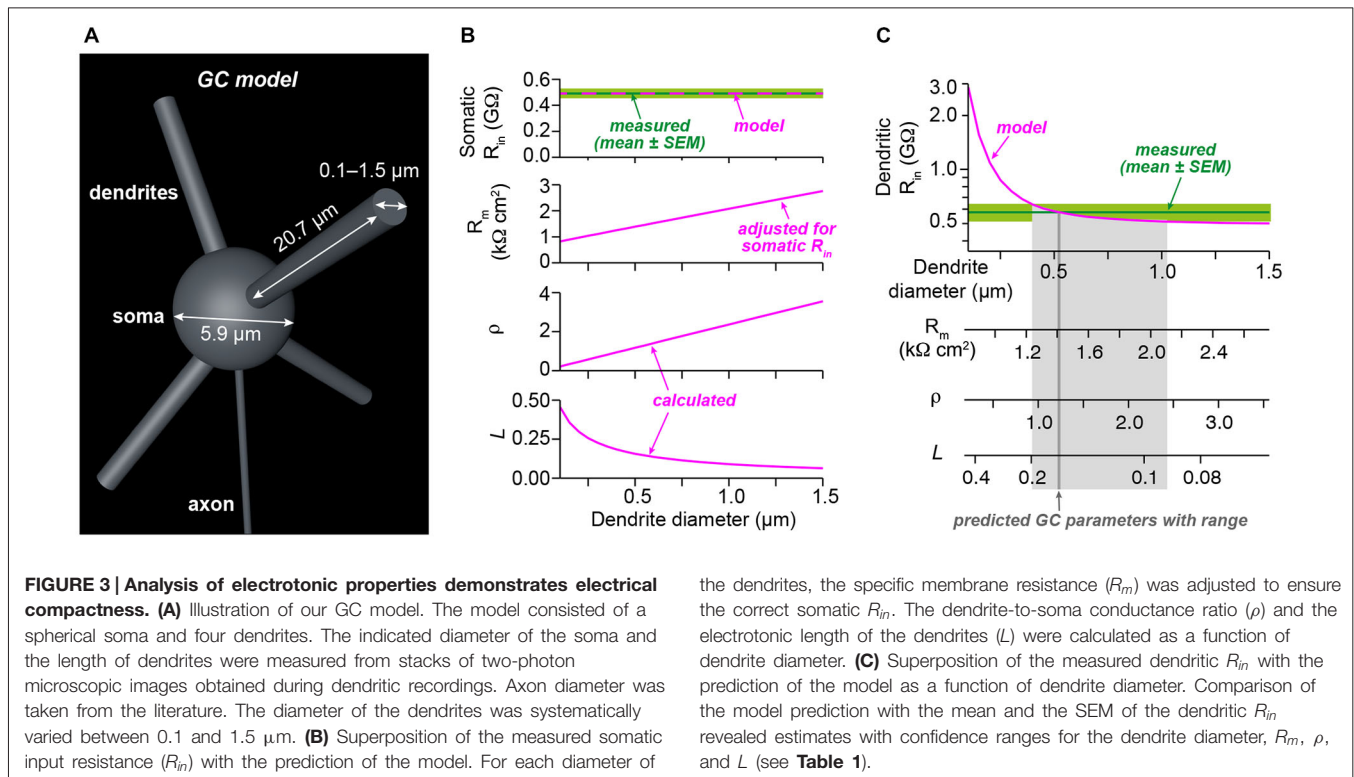 A
GC model
dendrites
0.1–1.5 μm
20.7 μm
soma
5.9 μm
axon
B
Somatic
R_in (GΩ)
0.6
0.4
0.2
0.0
measured
(mean ± SEM)
model
R_m
(kΩ cm²)
3
2
1
0
adjusted for
somatic R_in
ρ
4
2
0
L
0.50
0.25
0.00
calculated
0.5
1.0
1.5
Dendrite diameter (μm)
C
Dendritic
R_in (GΩ)
3.0
2.0
1.0
0.5
model
measured
(mean ± SEM)
Dendrite
diameter (μm)
0.5
1.0
1.5
R_m
(kΩ cm²)
1.2
1.6
2.0
2.4
ρ
1.0
2.0
3.0
L
0.4
0.2
0.1
0.08
predicted GC parameters with range
FIGURE 3 | Analysis of electrotonic properties demonstrates electrical
compactness. (A) Illustration of our GC model. The model consisted of a
spherical soma and four dendrites. The indicated diameter of the soma and
the length of dendrites were measured from stacks of two-photon
microscopic images obtained during dendritic recordings. Axon diameter was
taken from the literature. The diameter of the dendrites was systematically
varied between 0.1 and 1.5 μm. (B) Superposition of the measured somatic
input resistance (R_in) with the prediction of the model. For each diameter of
the dendrites, the specific membrane resistance (R_m) was adjusted to ensure
the correct somatic R_in. The dendrite-to-soma conductance ratio (ρ) and the
electrotonic length of the dendrites (L) were calculated as a function of
dendrite diameter. (C) Superposition of the measured dendritic R_in with the
prediction of the model as a function of dendrite diameter. Comparison of
the model prediction with the mean and the SEM of the dendritic R_in
revealed estimates with confidence ranges for the dendrite diameter, R_m, ρ,
and L (see Table 1).